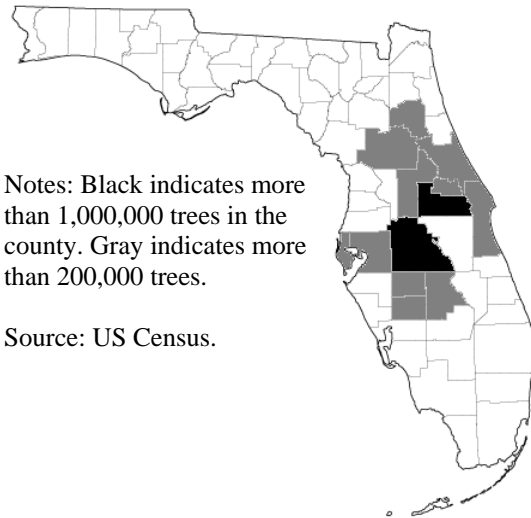 Notes: Black indicates more
than 1,000,000 trees in the
county. Gray indicates more
than 200,000 trees.
Source: US Census.